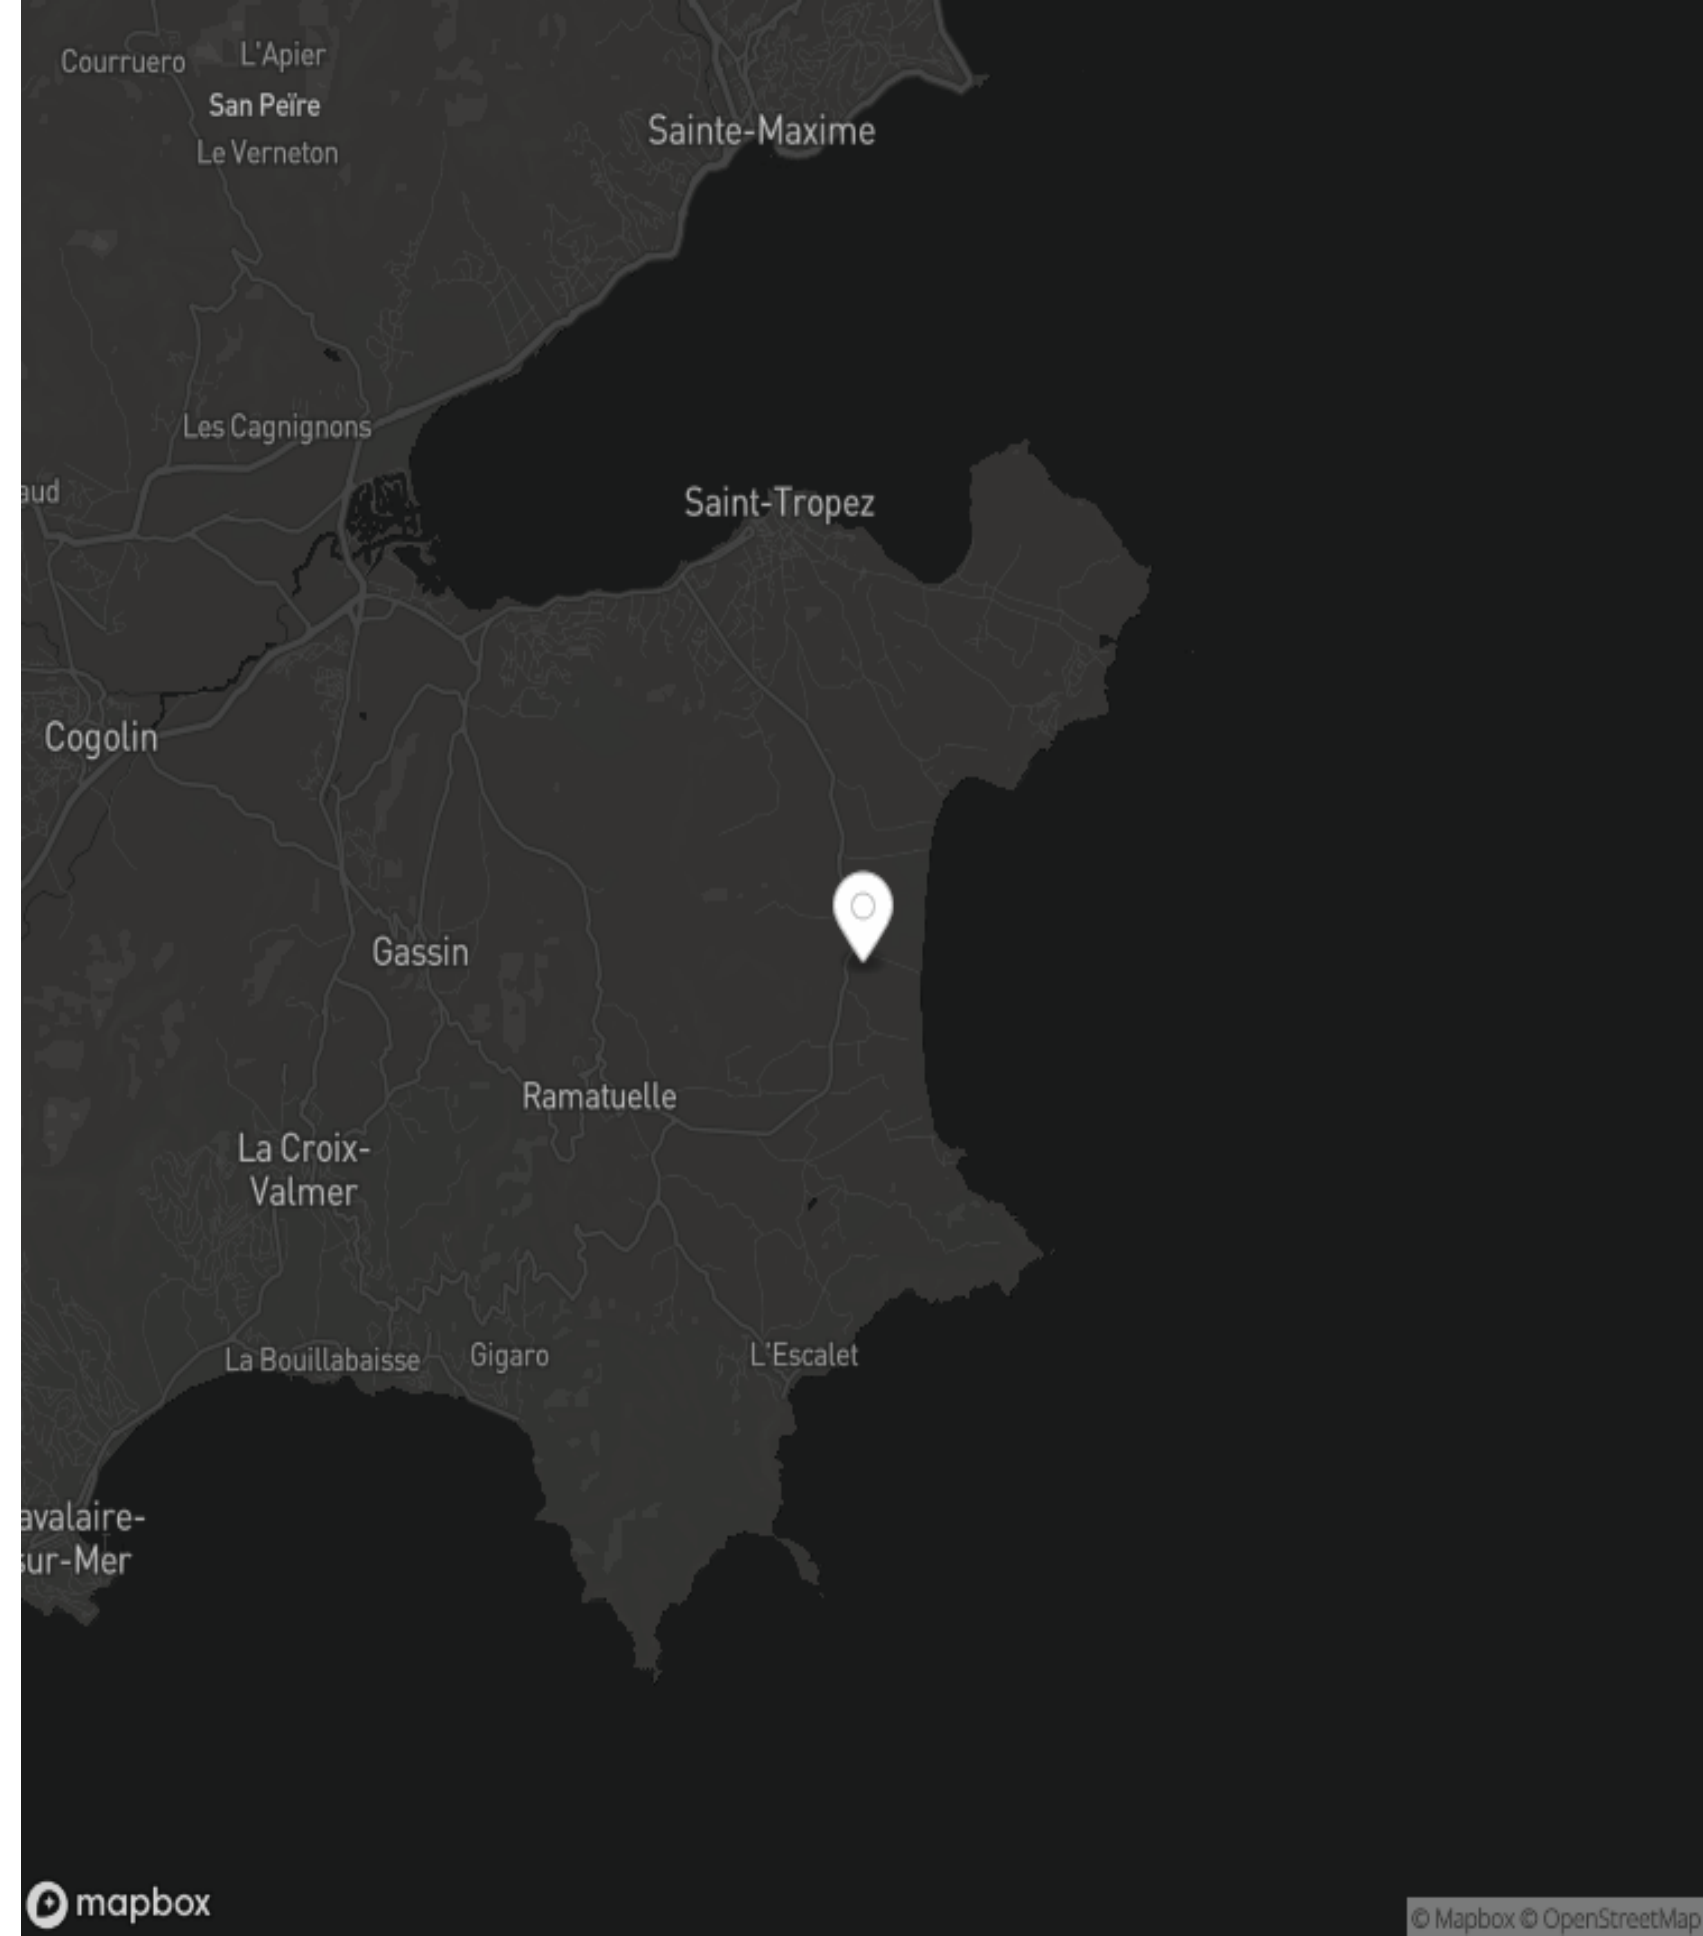 Courruero
L'Apier
San Peïre
Le Verneton
Sainte-Maxime
Les Cagnignons
aud
Saint-Tropez
Cogolin
Gassin
Ramatuelle
La Croix-
Valmer
La Bouillabaisse
Gigaro
L'Escalet
avalaire-
sur-Mer
mapbox
© Mapbox © OpenStreetMap